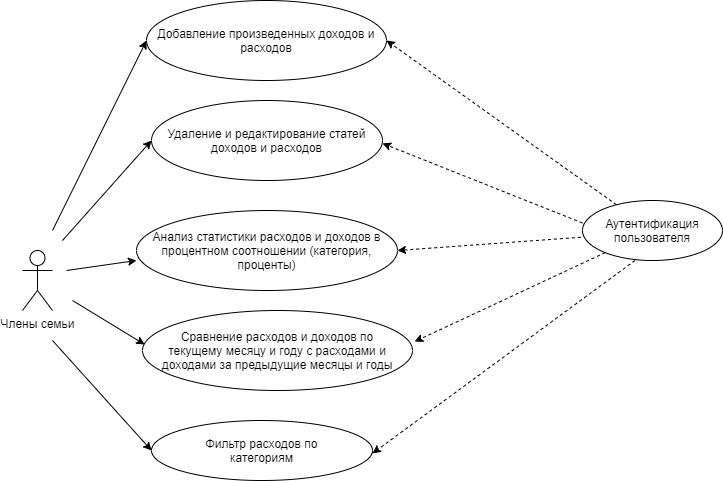 Добавление произведенных доходов и
расходов
Удаление и редактирование статей
доходов и расходов
Аутентификация
пользователя
Анализ статистики расходов и доходов в
процентном соотношении (категория,
проценты)
Члены семьи
Сравнение расходов и доходов по
текущему месяцу и году с расходами и
доходами за предыдущие месяцы и годы
Фильтр расходов по
категориям